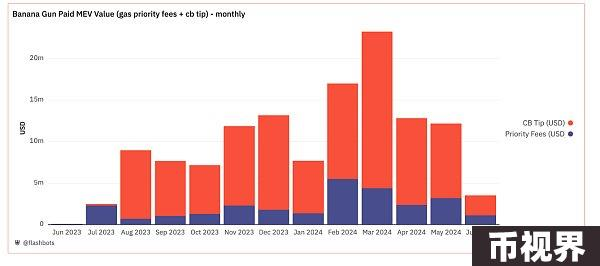 Banana Gun Paid MEV Value (gas priority fees + cb tip) - monthly
20m
15m
10m
5m
0
USD
CB Tip (USD)
Priority Fees (USD
Jun 2023 Jul 2023 Aug 2023 Sep 2023 Oct 2023 Nov 2023 Dec 2023 Jan 2024 Feb 2024 Mar 2024 Apr 2024 May 2024
@flashbots
币视界